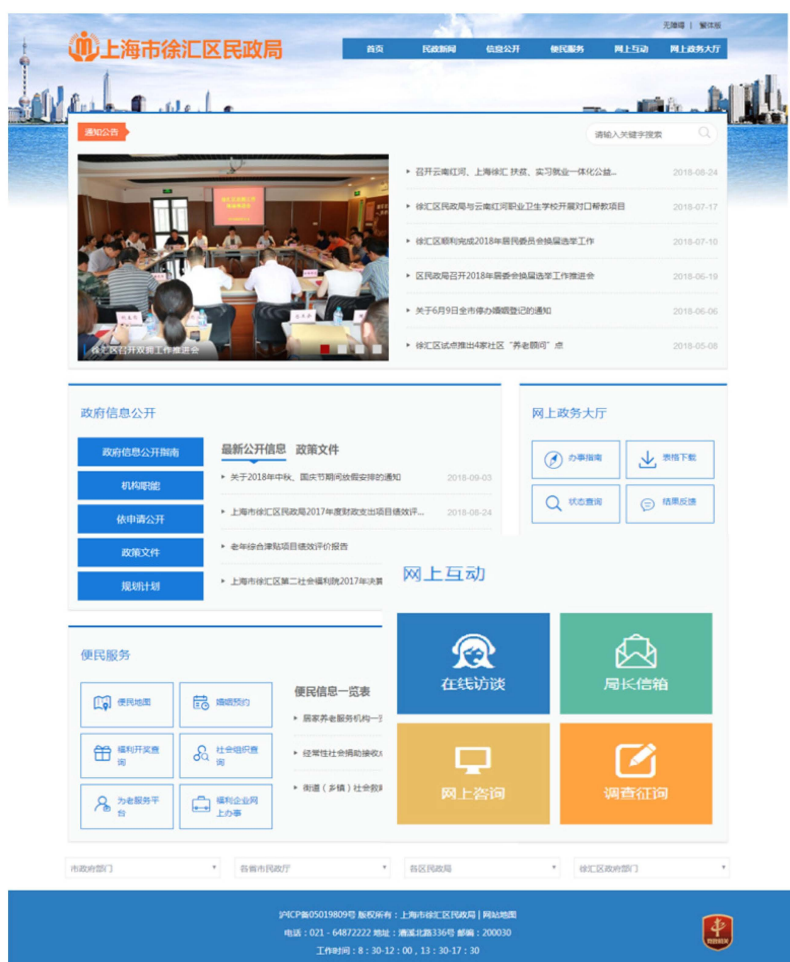 无障碍 | 繁体版
上海市徐汇区民政局
首页 民政新闻 信息公开 便民服务 网上互动 网上政务大厅
通知公告
请输入关键字搜索
召开云南红河、上海徐汇 扶贫、实习就业一体化公益... 2018-08-24
徐汇区民政局与云南红河职业卫生学校开展对口帮教项目 2018-07-17
徐汇区顺利完成2018年居民委员会换届选举工作 2018-07-10
区民政局召开2018年居委会换届选举工作推进会 2018-06-19
关于6月9日全市停办婚姻登记的通知 2018-06-06
徐汇区试点推出4家社区“养老顾问”点 2018-05-08
徐汇区召开双拥工作推进会
政府信息公开
政府信息公开指南
机构职能
依申请公开
政策文件
规划计划
最新公开信息 政策文件
关于2018年中秋、国庆节期间放假安排的通知 2018-09-03
上海市徐汇区民政局2017年度财政支出项目绩效评... 2018-08-24
老年综合津贴项目绩效评价报告
上海市徐汇区第二社会福利院2017年决算
网上政务大厅
办事指南 表格下载
状态查询 结果反馈
网上互动
在线访谈 局长信箱
网上咨询 调查征询
便民服务
便民地图 婚姻预约
福利开奖查询 社会组织查询
为老服务平台 福利企业网上办事
便民信息一览表
居家养老服务机构一
经常性社会捐助接收
街道（乡镇）社会救
市政府部门 各省市民政厅 各区民政局 徐汇区政府部门
沪ICP备05019809号 版权所有：上海市徐汇区民政局 | 网站地图
电话：021 - 64872222 地址：漕溪北路336号 邮编：200030
工作时间：8：30-12：00，13：30-17：30
党政机关